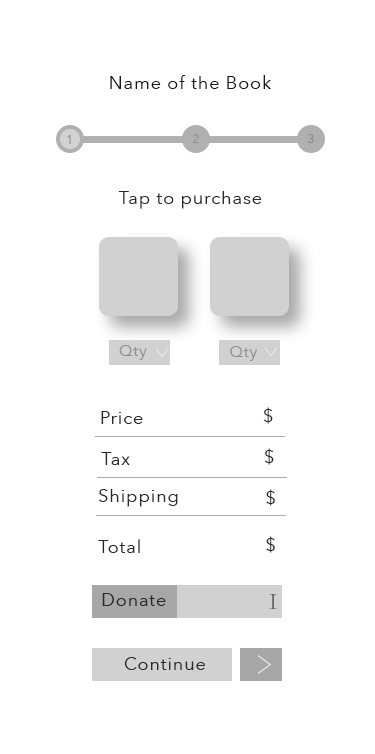 Name of the Book
1 2 3
Tap to purchase
Qty Qty
Price $
Tax $
Shipping $
Total $
Donate
Continue